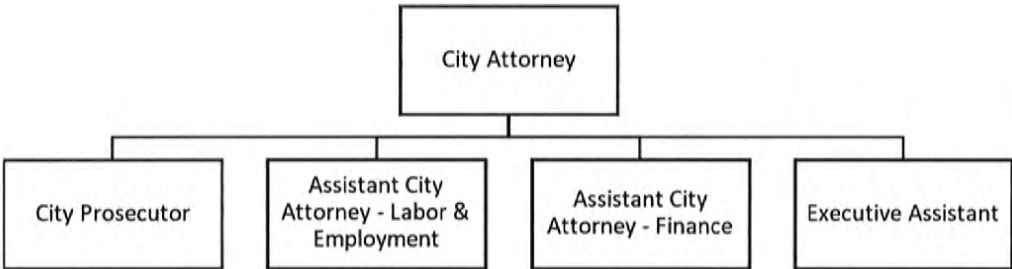 City Attorney
City Prosecutor
Assistant City
Attorney - Labor &
Employment
Assistant City
Attorney - Finance
Executive Assistant